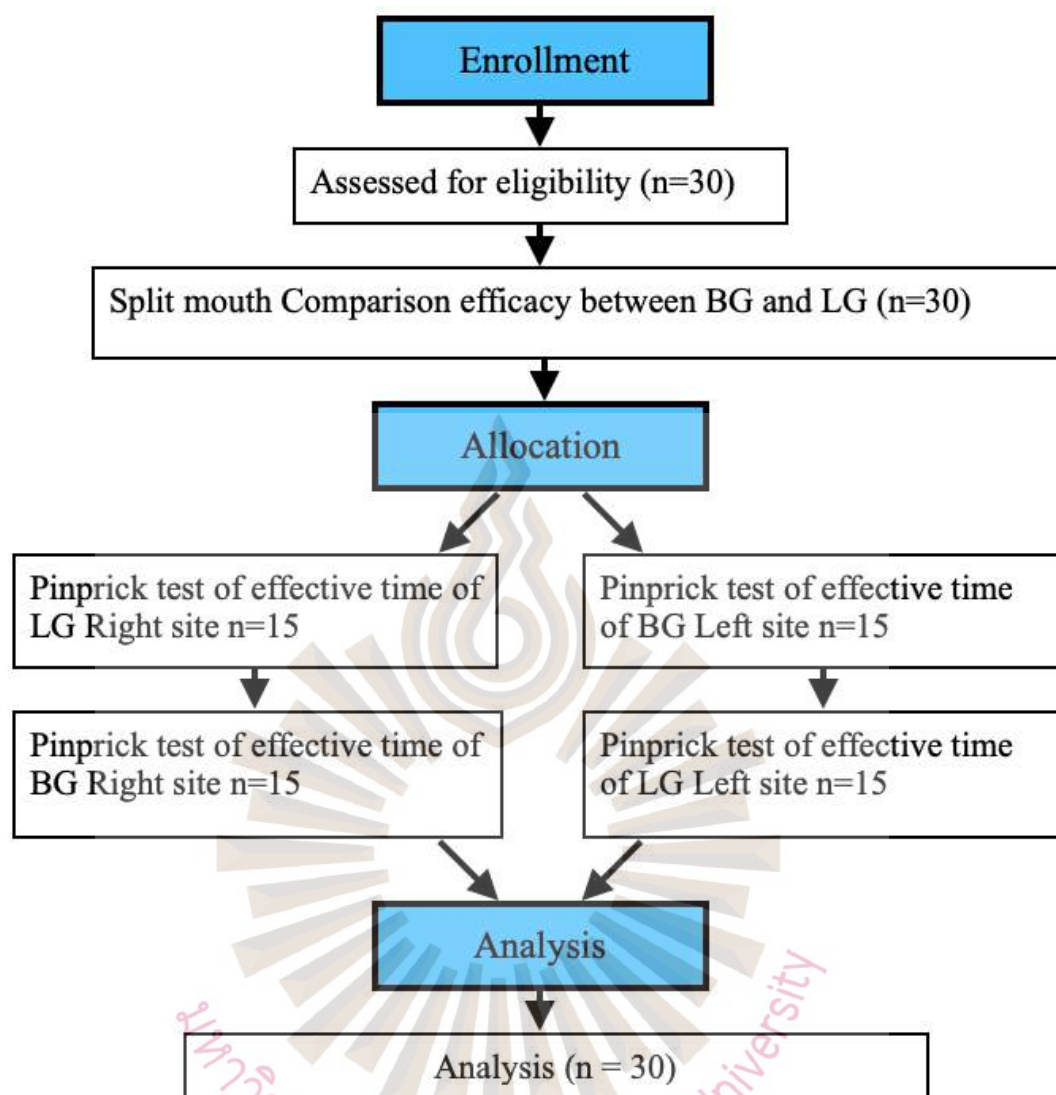 Enrollment
Assessed for eligibility (n=30)
Split mouth Comparison efficacy between BG and LG (n=30)
Allocation
Pinprick test of effective time of
LG Right site n=15
Pinprick test of effective time
of BG Left site n=15
Pinprick test of effective time of
BG Right site n=15
Pinprick test of effective time
of LG Left site n=15
Analysis
Analysis (n = 30)